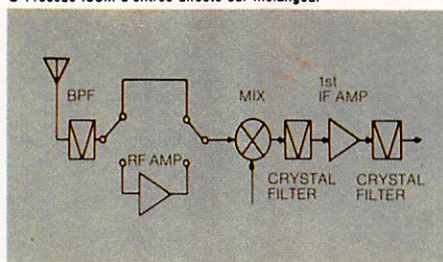 BPF
RF AMP
MIX
1st
IF AMP
CRYSTAL
FILTER
CRYSTAL
FILTER